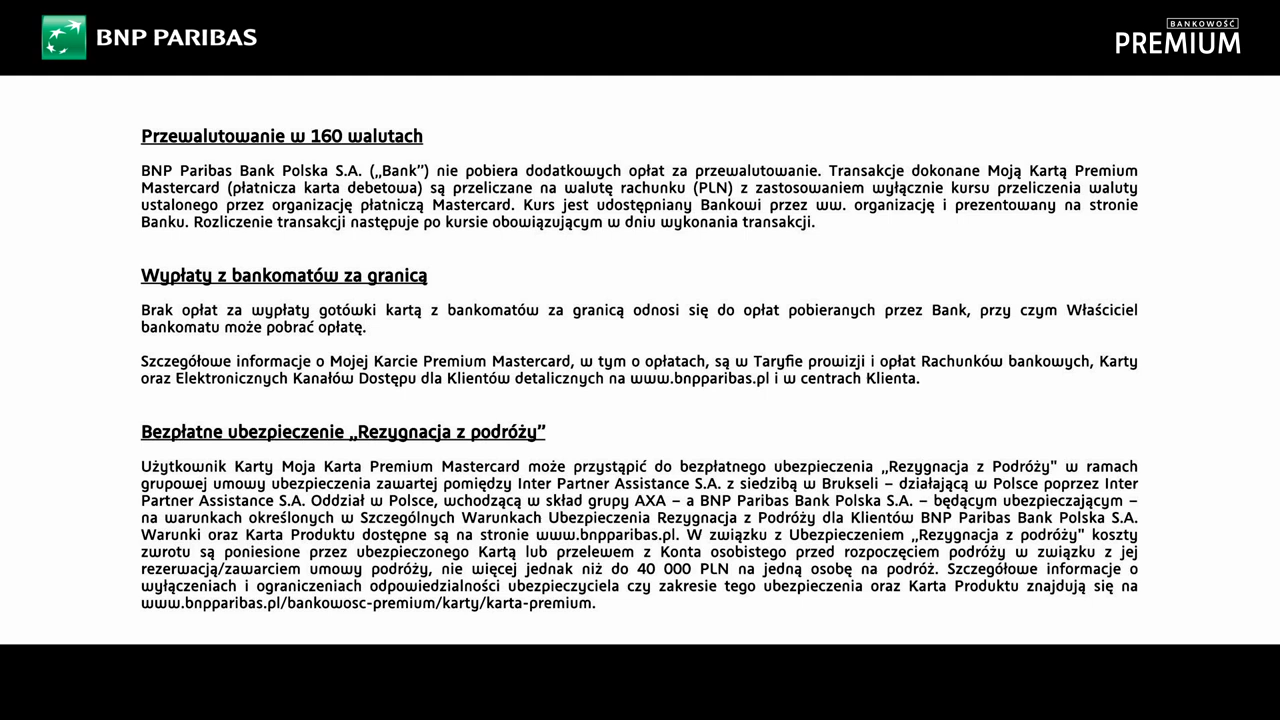 BNP PARIBAS
BANKOWOŚĆ
PREMIUM
Przewalutowanie w 160 walutach
BNP Paribas Bank Polska S.A. („Bank”) nie pobiera dodatkowych opłat za przewalutowanie. Transakcje dokonane Moją Kartą Premium
Mastercard (płatnicza karta debetowa) są przeliczane na walutę rachunku (PLN) z zastosowaniem wyłącznie kursu przeliczenia waluty
ustalonego przez organizację płatniczą Mastercard. Kurs jest udostępniany Bankowi przez ww. organizację i prezentowany na stronie
Banku. Rozliczenie transakcji następuje po kursie obowiązującym w dniu wykonania transakcji.
Wypłaty z bankomatów za granicą
Brak opłat za wypłaty gotówki kartą z bankomatów za granicą odnosi się do opłat pobieranych przez Bank, przy czym Właściciel
bankomatu może pobrać opłatę.
Szczegółowe informacje o Mojej Karcie Premium Mastercard, w tym o opłatach, są w Taryfie prowizji i opłat Rachunków bankowych, Karty
oraz Elektronicznych Kanałów Dostępu dla Klientów detalicznych na www.bnpparibas.pl i w centrach Klienta.
Bezpłatne ubezpieczenie „Rezygnacja z podróży”
Użytkownik Karty Moja Karta Premium Mastercard może przystąpić do bezpłatnego ubezpieczenia „Rezygnacja z Podróży" w ramach
grupowej umowy ubezpieczenia zawartej pomiędzy Inter Partner Assistance S.A. z siedzibą w Brukseli – działającą w Polsce poprzez Inter
Partner Assistance S.A. Oddział w Polsce, wchodzącą w skład grupy AXA – a BNP Paribas Bank Polska S.A. – będącym ubezpieczającym –
na warunkach określonych w Szczególnych Warunkach Ubezpieczenia Rezygnacja z Podróży dla Klientów BNP Paribas Bank Polska S.A.
Warunki oraz Karta Produktu dostępne są na stronie www.bnpparibas.pl. W związku z Ubezpieczeniem „Rezygnacja z podróży" koszty
zwrotu są poniesione przez ubezpieczonego Kartą lub przelewem z Konta osobistego przed rozpoczęciem podróży w związku z jej
rezerwacją/zawarciem umowy podróży, nie więcej jednak niż do 40 000 PLN na jedną osobę na podróż. Szczegółowe informacje o
wyłączeniach i ograniczeniach odpowiedzialności ubezpieczyciela czy zakresie tego ubezpieczenia oraz Karta Produktu znajdują się na
www.bnpparibas.pl/bankowosc-premium/karty/karta-premium.